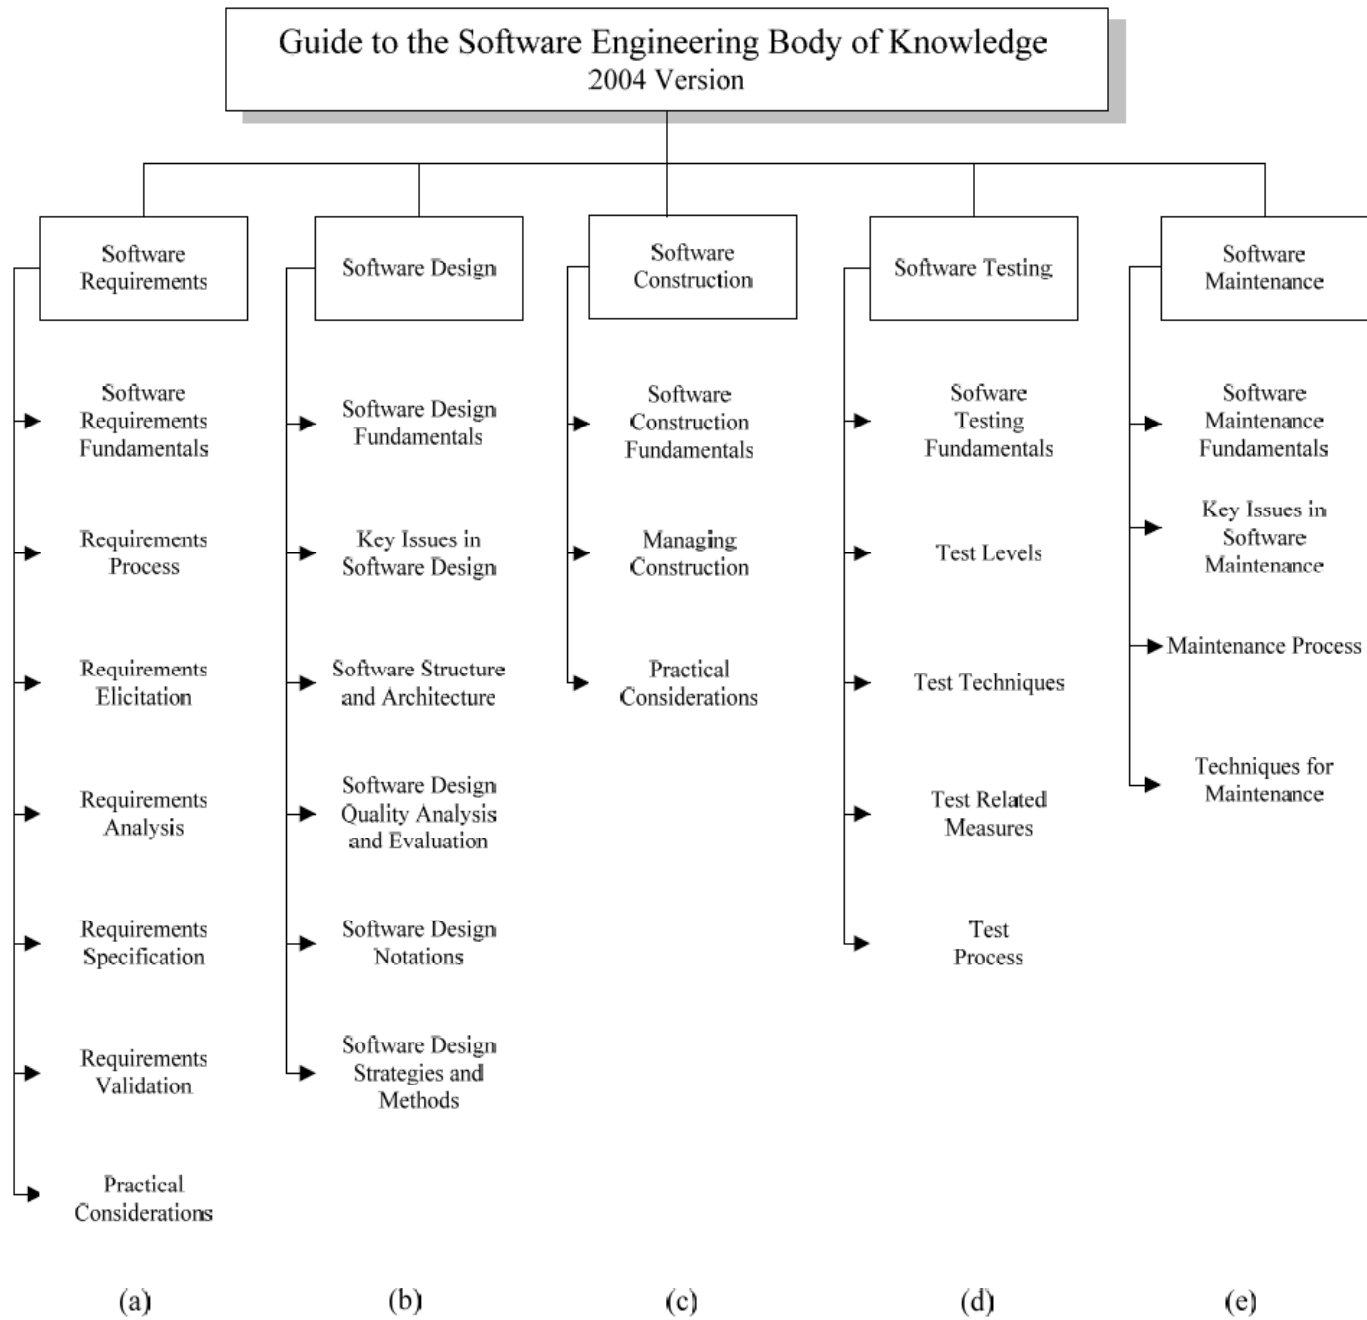 Guide to the Software Engineering Body of Knowledge
2004 Version
Software
Requirements
Software Design
Software
Construction
Software Testing
Software
Maintenance
Software
Requirements
Fundamentals
Requirements
Process
Requirements
Elicitation
Requirements
Analysis
Requirements
Specification
Requirements
Validation
Practical
Considerations
Software Design
Fundamentals
Key Issues in
Software Design
Software Structure
and Architecture
Software Design
Quality Analysis
and Evaluation
Software Design
Notations
Software Design
Strategies and
Methods
Software
Construction
Fundamentals
Managing
Construction
Practical
Considerations
Sofware
Testing
Fundamentals
Test Levels
Test Techniques
Test Related
Measures
Test
Process
Software
Maintenance
Fundamentals
Key Issues in
Software
Maintenance
Maintenance Process
Techniques for
Maintenance
(a)
(b)
(c)
(d)
(e)